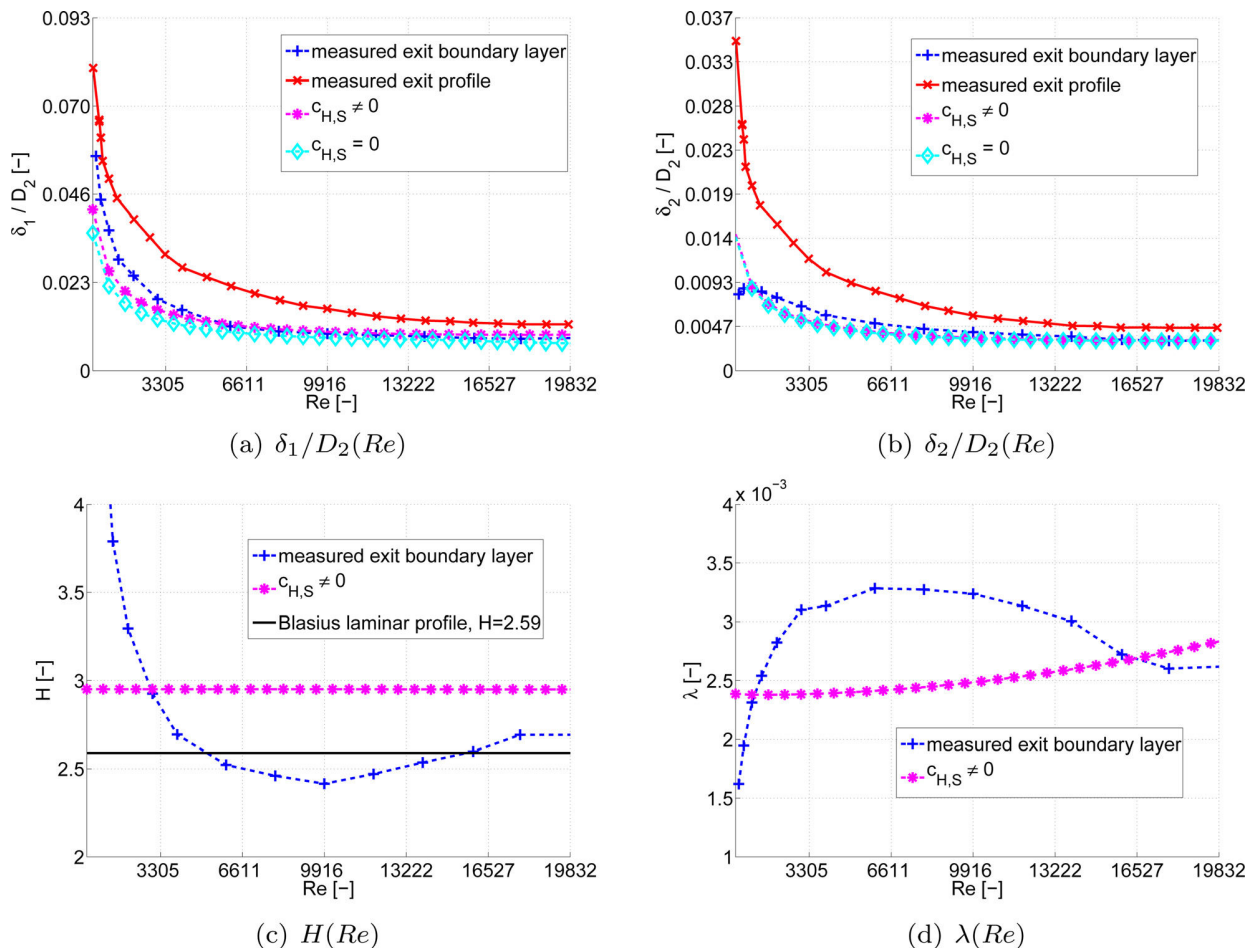 0.093
0.070
0.046
0.023
0
δ1 / D2 [−]
measured exit boundary layer
measured exit profile
cH,S ≠ 0
cH,S = 0
3305 6611 9916 13222 16527 19832
Re [−]
(a) δ1/D2(Re)
0.037
0.033
0.028
0.023
0.019
0.014
0.0093
0.0047
0
δ2 / D2 [−]
measured exit boundary layer
measured exit profile
cH,S ≠ 0
cH,S = 0
3305 6611 9916 13222 16527 19832
Re [−]
(b) δ2/D2(Re)
4
3.5
3
2.5
2
H [−]
measured exit boundary layer
cH,S ≠ 0
Blasius laminar profile, H=2.59
3305 6611 9916 13222 16527 19832
Re [−]
(c) H(Re)
x 10−3
4
3.5
3
2.5
2
1.5
1
λ [−]
measured exit boundary layer
cH,S ≠ 0
3305 6611 9916 13222 16527 19832
Re [−]
(d) λ(Re)